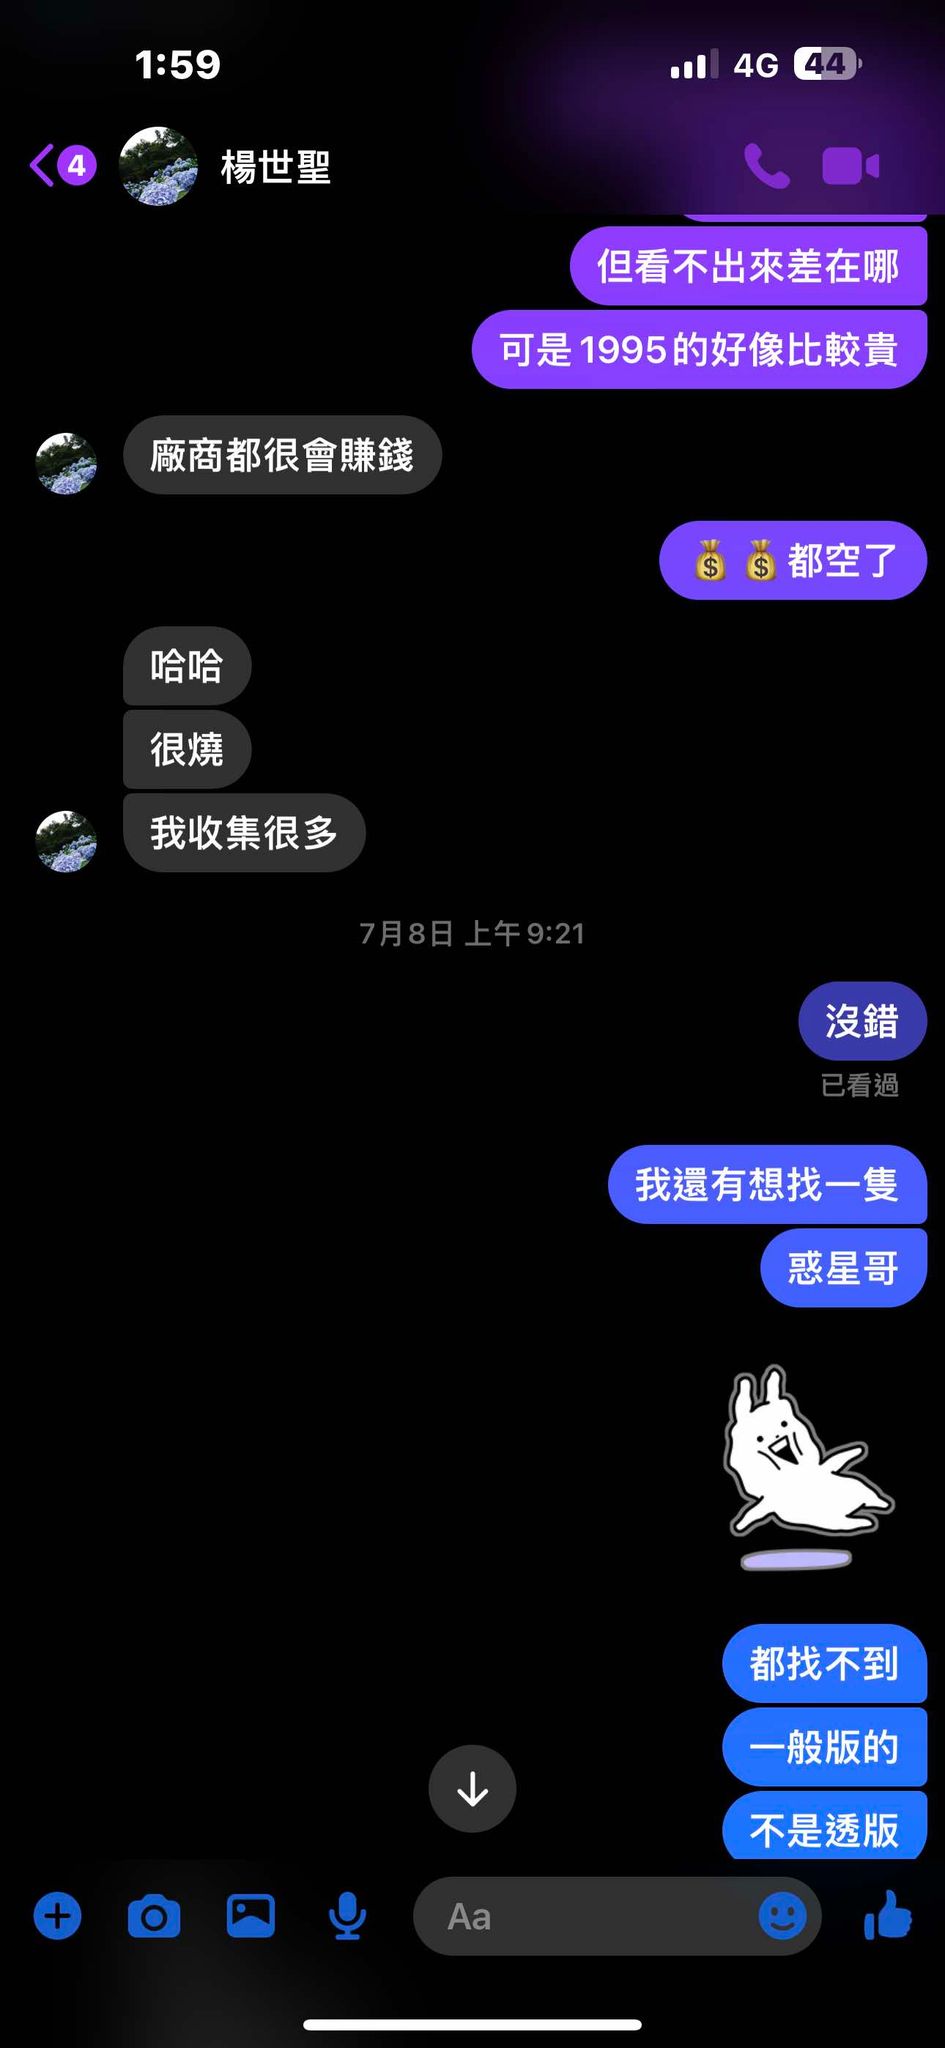 1:59
4G 44
4 楊世聖
但看不出來差在哪
可是1995的好像比較貴
廠商都很會賺錢
💰 💰 都空了
哈哈
很燒
我收集很多
7月8日 上午9:21
沒錯
已看過
我還有想找一隻
惑星哥
都找不到
一般版的
不是透版
Aa